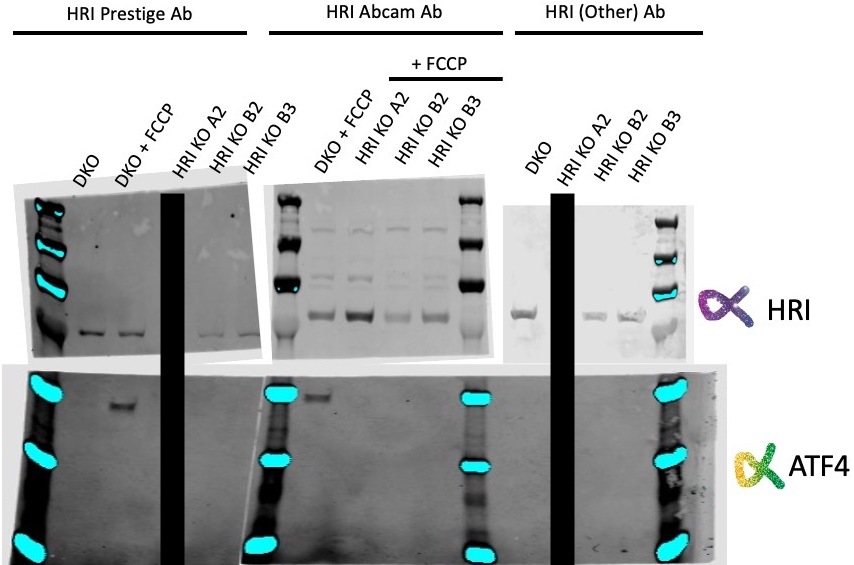 HRI Prestige Ab
HRI Abcam Ab
HRI (Other) Ab
+ FCCP
DKO
DKO + FCCP
HRI KO A2
HRI KO B2
HRI KO B3
DKO + FCCP
HRI KO A2
HRI KO B2
HRI KO B3
DKO
HRI KO A2
HRI KO B2
HRI KO B3
α HRI
α ATF4